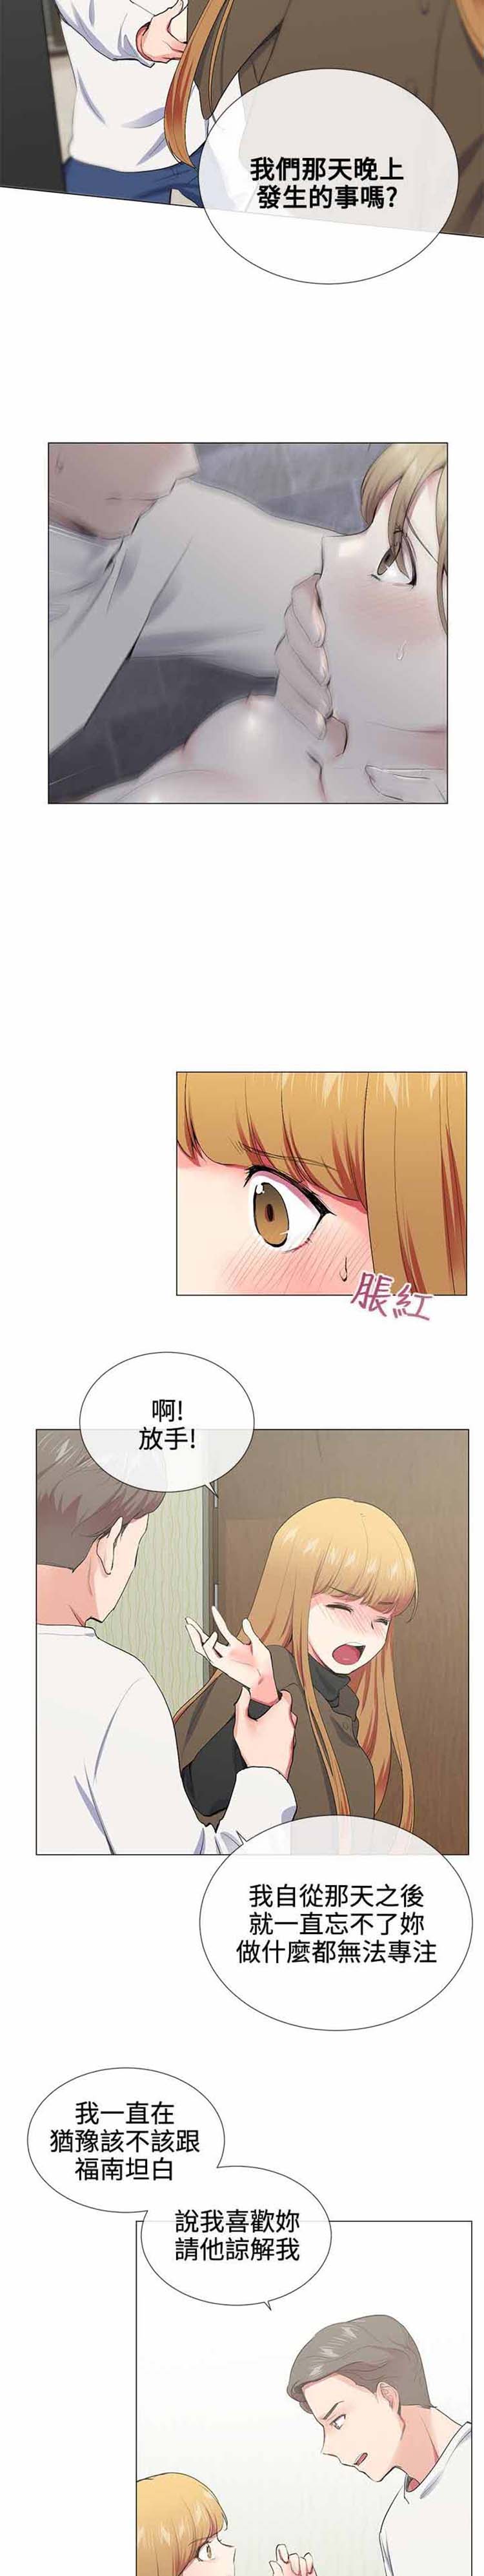 我們那天晚上
發生的事嗎?
脹紅
啊!
放手!
我自從那天之後
就一直忘不了妳
做什麼都無法專注
我一直在
猶豫該不該跟
福南坦白
說我喜歡妳
請他諒解我